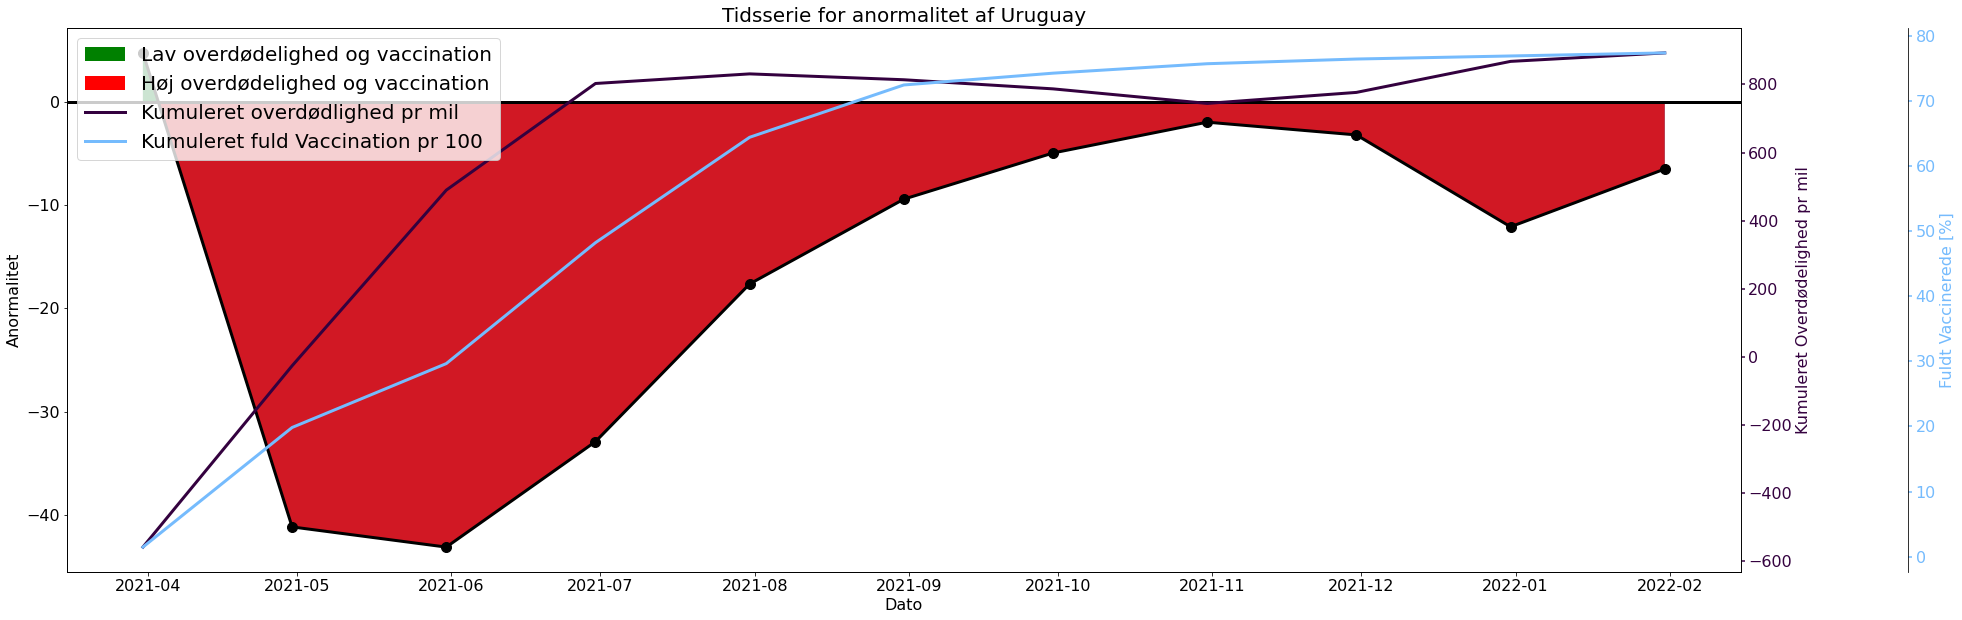 Tidsserie for anormalitet af Uruguay
Lav overdødelighed og vaccination
Høj overdødelighed og vaccination
Kumuleret overdødlighed pr mil
Kumuleret fuld Vaccination pr 100
Anormalitet
0
−10
−20
−30
−40
2021-04 2021-05 2021-06 2021-07 2021-08 2021-09 2021-10 2021-11 2021-12 2022-01 2022-02
Dato
800
600
400
200
0
−200
−400
−600
Kumuleret Overdødelighed pr mil
80
70
60
50
40
30
20
10
0
Fuldt Vaccinerede [%]